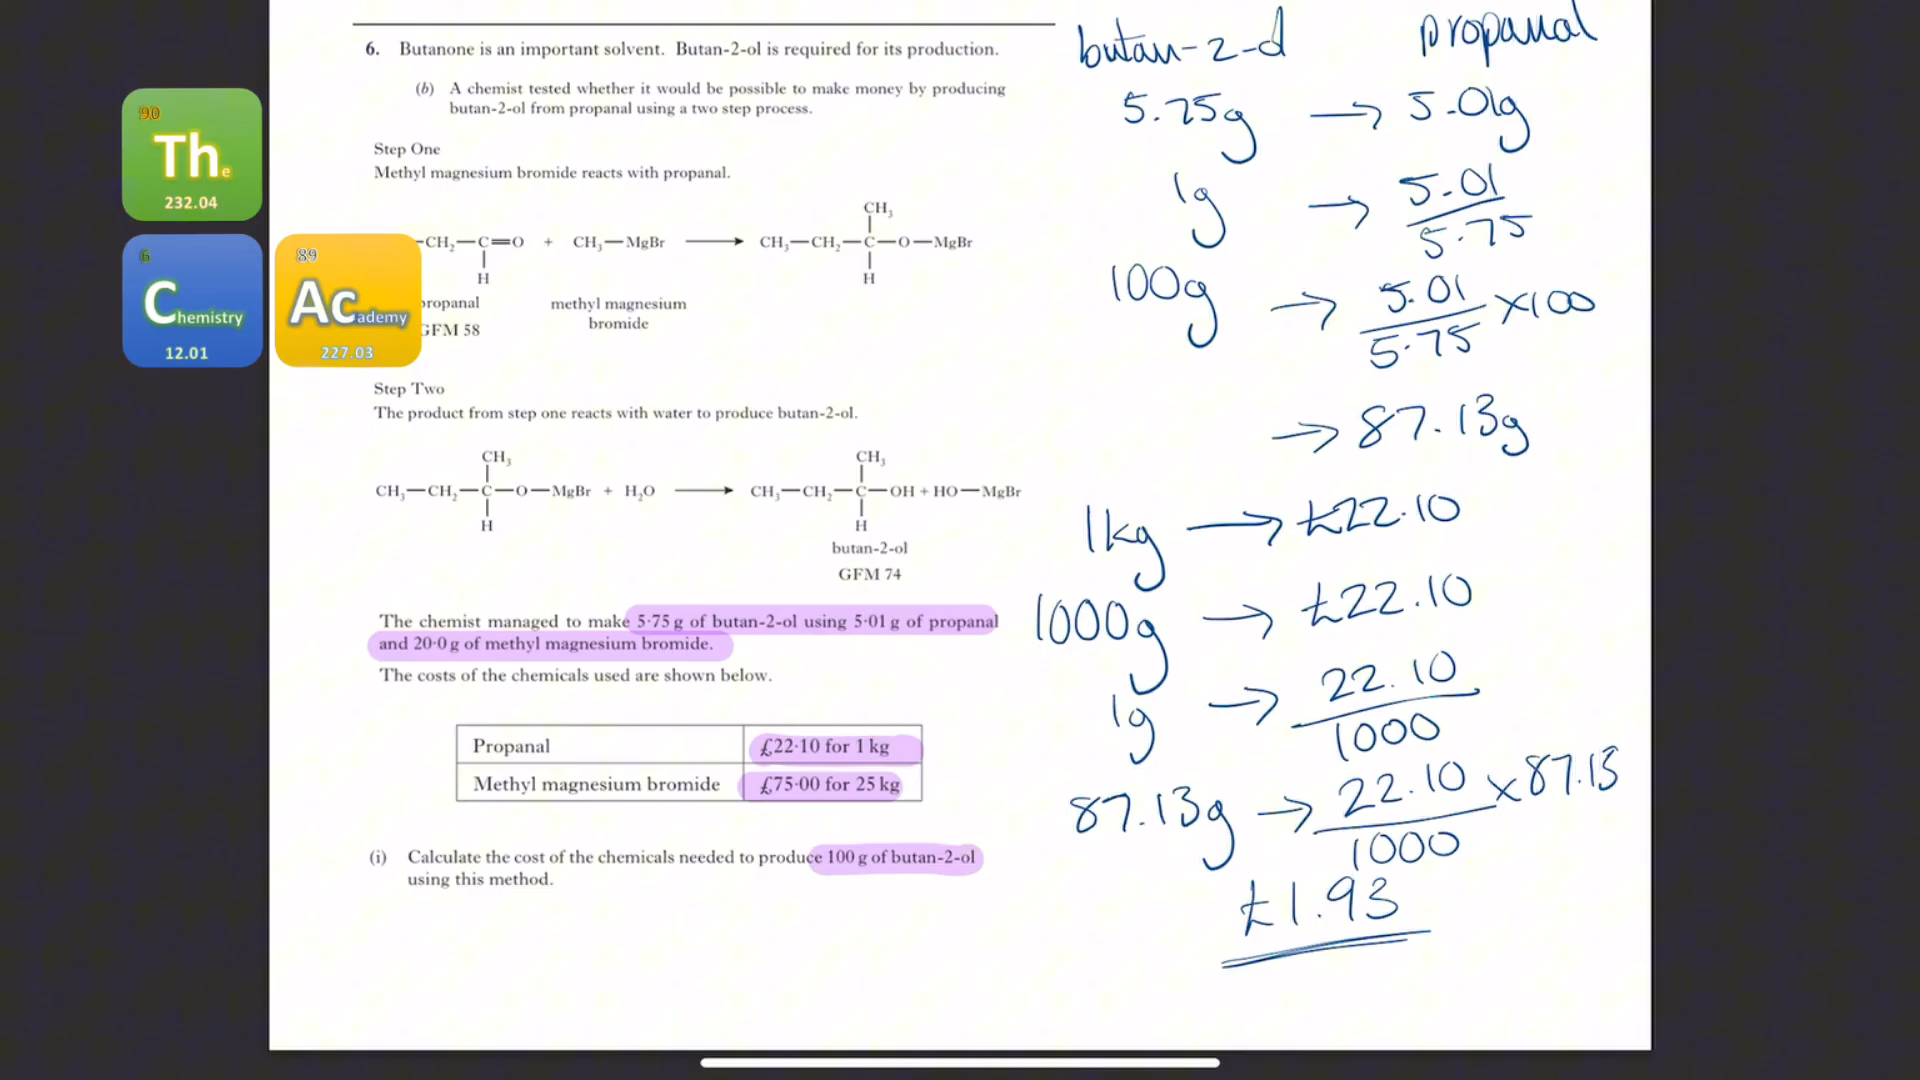 6. Butanone is an important solvent. Butan-2-ol is required for its production.
(b) A chemist tested whether it would be possible to make money by producing
butan-2-ol from propanal using a two step process.
Step One
Methyl magnesium bromide reacts with propanal.
CH₃
—CH₂—C=O + CH₃—MgBr → CH₃—CH₂—C—O—MgBr
H H
ropanal methyl magnesium
bromide
GFM 58
Step Two
The product from step one reacts with water to produce butan-2-ol.
CH₃ CH₃
CH₃—CH₂—C—O—MgBr + H₂O → CH₃—CH₂—C—OH + HO—MgBr
H H
butan-2-ol
GFM 74
The chemist managed to make 5·75 g of butan-2-ol using 5·01 g of propanal
and 20·0 g of methyl magnesium bromide.
The costs of the chemicals used are shown below.
Propanal £22·10 for 1 kg
Methyl magnesium bromide £75·00 for 25 kg
(i) Calculate the cost of the chemicals needed to produce 100 g of butan-2-ol
using this method.
90
The
232.04
6
Chemistry
12.01
89
Academy
227.03
butan-2-ol propanal
5.75g → 5.01g
1g → 5.01
5.75
100g → 5.01 ×100
5.75
→ 87.13g
1kg → £22.10
1000g → £22.10
1g → 22.10
1000
87.13g → 22.10 ×87.13
1000
£1.93